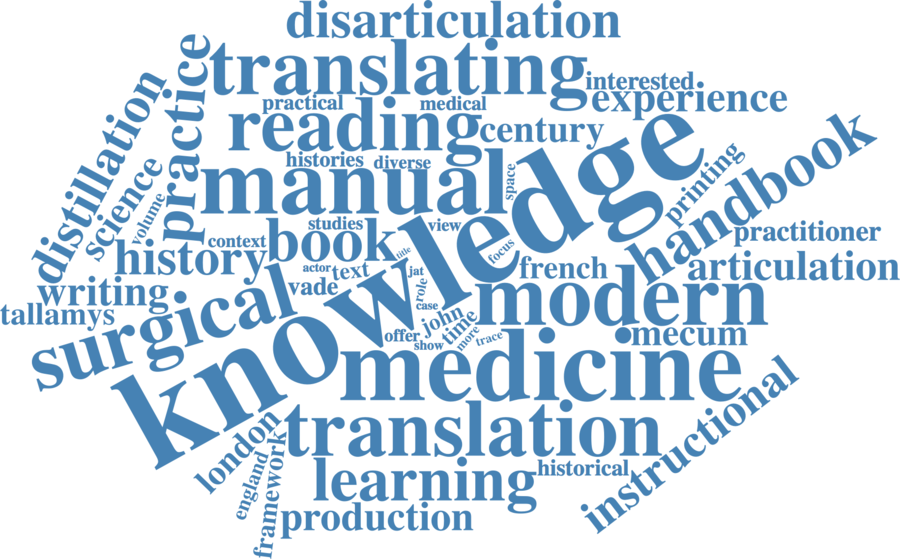 disarticulation
translating
interested
experience
practical
medical
reading
century
distillation
practice
science
volume
histories
diverse
manual
space
knowledge
printing
handbook
studies
view
book
context
history
title
focus
practitioner
actor
text
jat
french
articulation
vade
role
writing
case
modern
tallamys
surgical
john
time
offer
show
more
trace
mecum
medicine
london
translation
instructional
england
framework
learning
historical
production